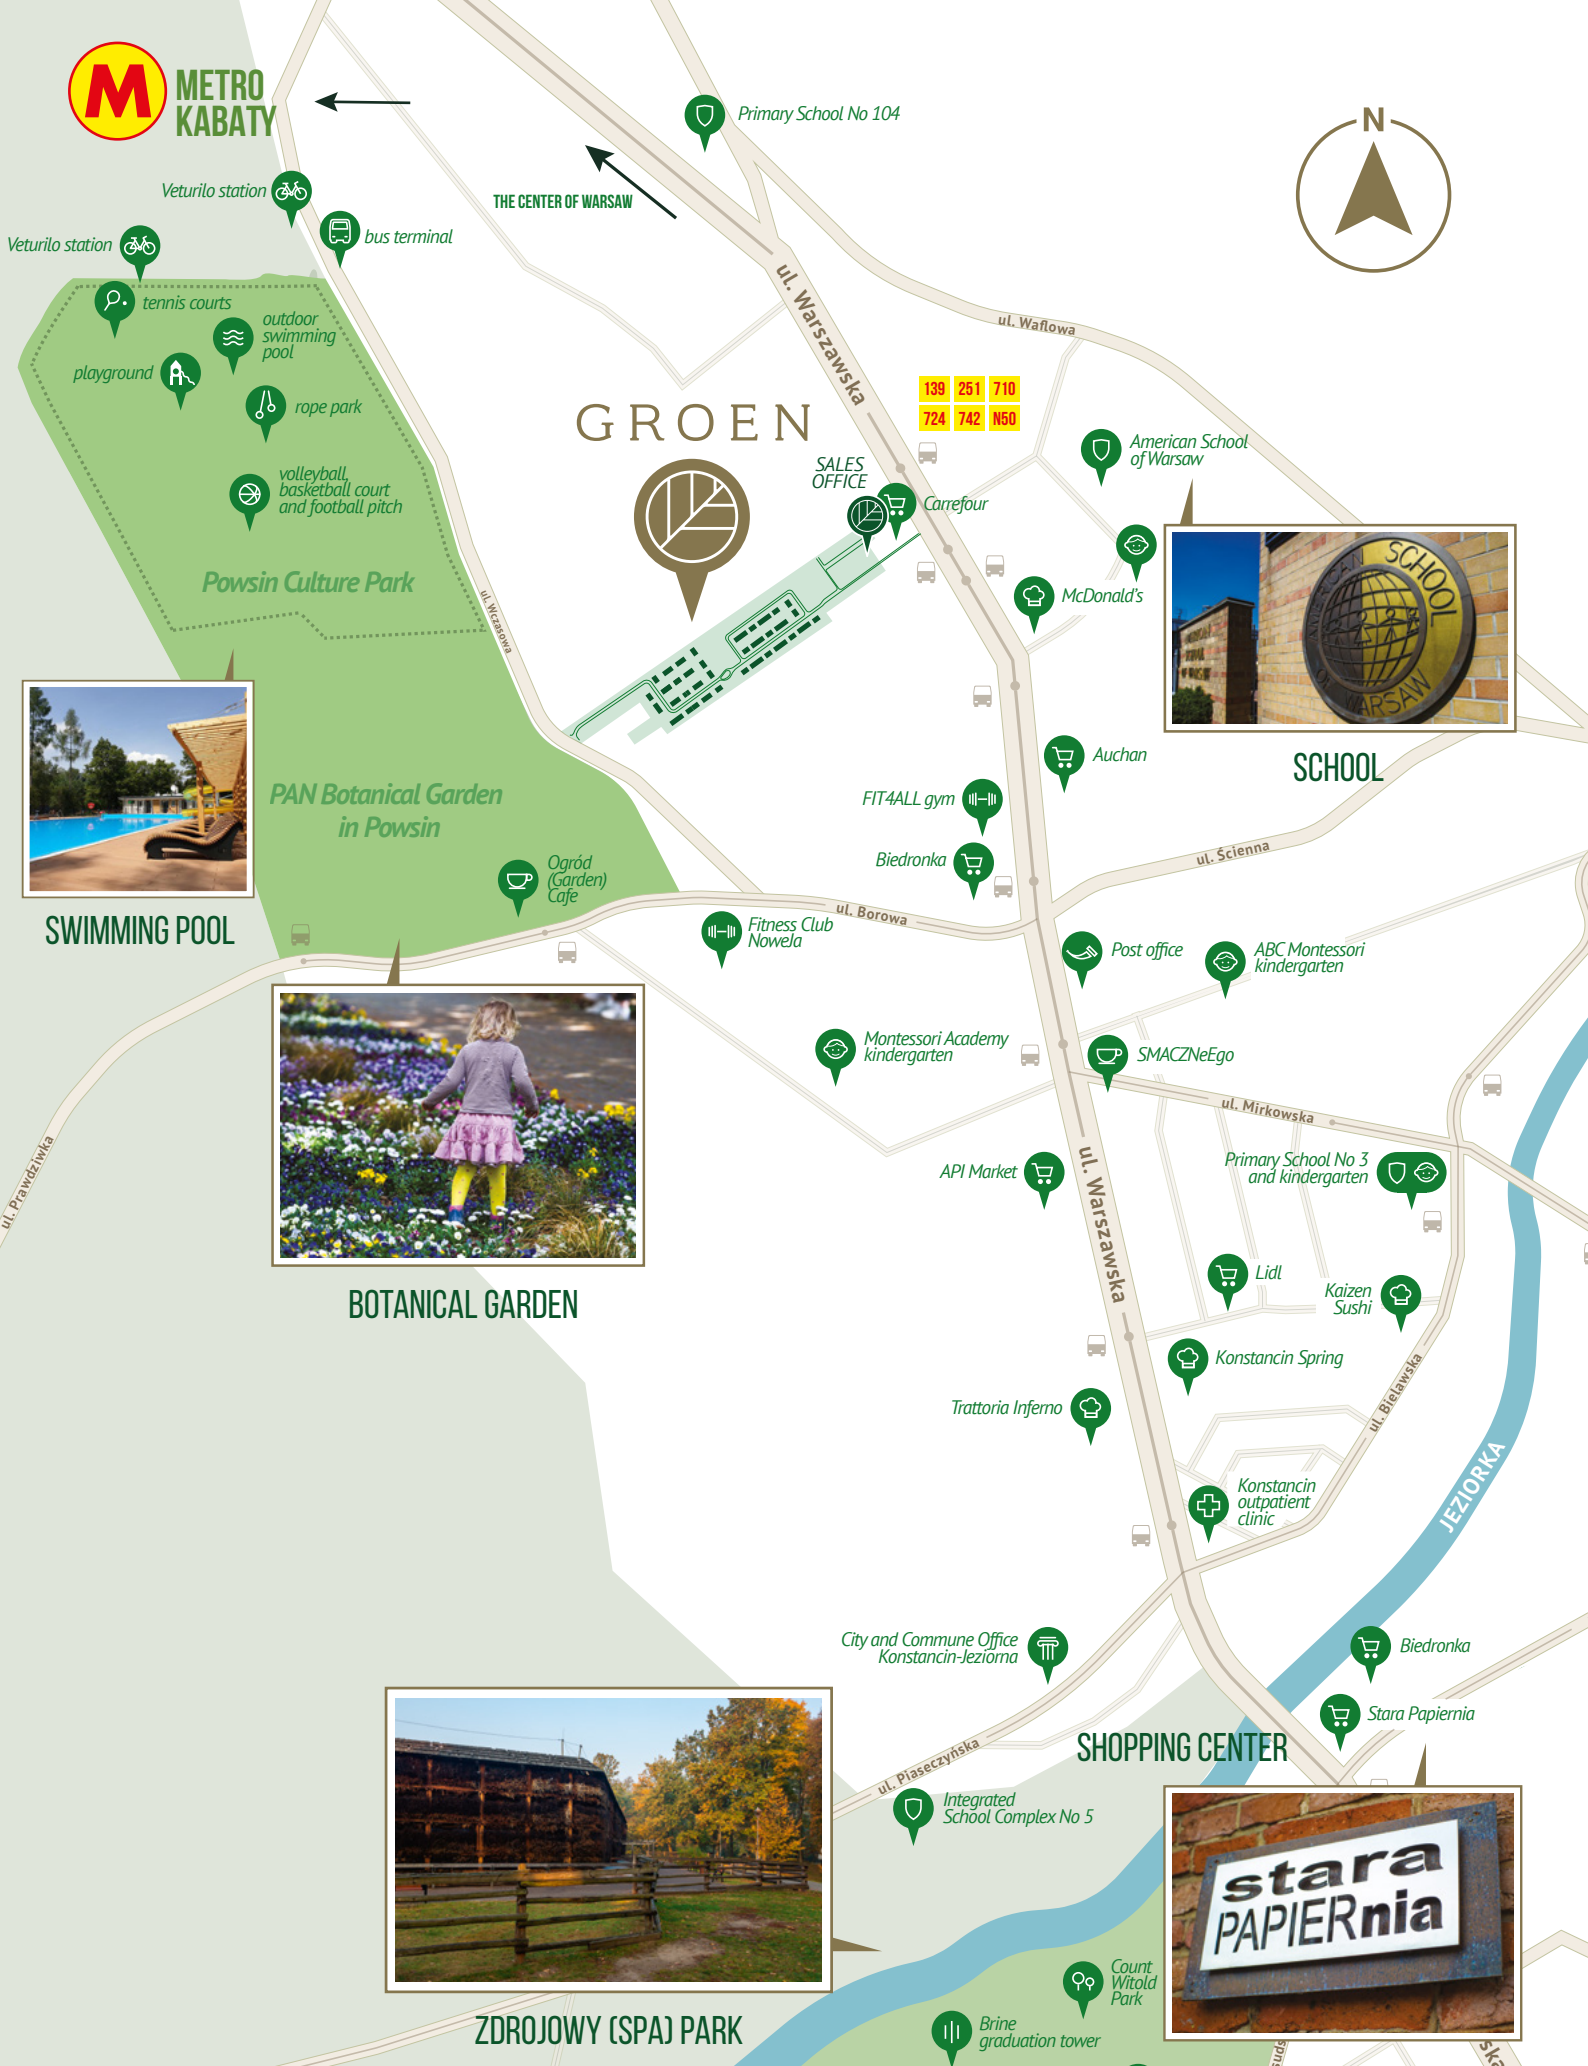 M METRO
KABATY
N
Primary School No 104
THE CENTER OF WARSAW
Veturilo station
bus terminal
Veturilo station
tennis courts
outdoor
swimming
pool
playground
rope park
volleyball,
basketball court
and football pitch
Powsin Culture Park
ul. Wczasowa
ul. Warszawska
ul. Waflowa
139 251 710
724 742 N50
GROEN
SALES
OFFICE
Carrefour
American School
of Warsaw
McDonald's
AMERICAN SCHOOL
OF WARSAW
SCHOOL
Auchan
FIT4ALL gym
Biedronka
ul. Ścienna
PAN Botanical Garden
in Powsin
Ogród
(Garden)
Cafe
SWIMMING POOL
ul. Borowa
Fitness Club
NoweJa
Post office
ABC Montessori
kindergarten
Montessori Academy
kindergarten
SMACZNeEgo
ul. Mirkowska
ul. Prawdziwka
API Market
ul. Warszawska
Primary School No 3
and kindergarten
Lidl
Kaizen
Sushi
BOTANICAL GARDEN
Konstancin Spring
ul. Bielawska
Trattoria Inferno
JEZIORKA
Konstancin
outpatient
clinic
City and Commune Office
Konstancin-Jeziorna
Biedronka
Stara Papiernia
SHOPPING CENTER
ul. Piaseczyńska
Integrated
School Complex No 5
stara
PAPIERnia
Count
Witold
Park
Brine
graduation tower
ZDROJOWY (SPA) PARK